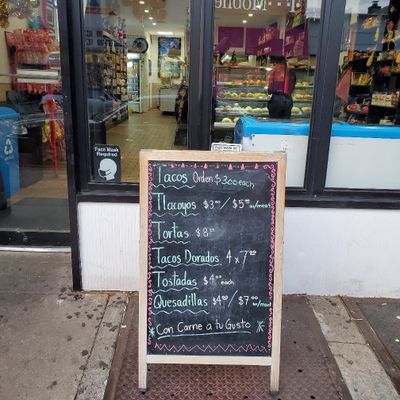 Mobile
Face Mask
Required
Tacos Orden $3.00 each
Tlacoyos $3.00 / $5.00 w/meat
Tortas $8.00
Tacos Dorados 4 x 7.00
Tostadas $4.00 each
Quesadillas $4.00 / $7.00 w/meat
Con Carne a tu Gusto